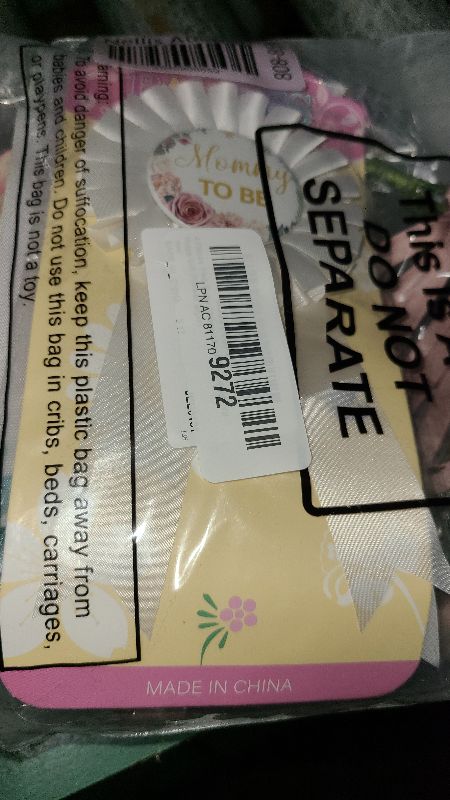 808-
Warning:
To avoid danger of suffocation, keep this plastic bag away from
babies and children. Do not use this bag in cribs, beds, carriages,
or playpens. This bag is not a toy.
Mommy
TO BE
This is A
DO NOT
SEPARATE
LPN AC 81170 9272
MADE IN CHINA